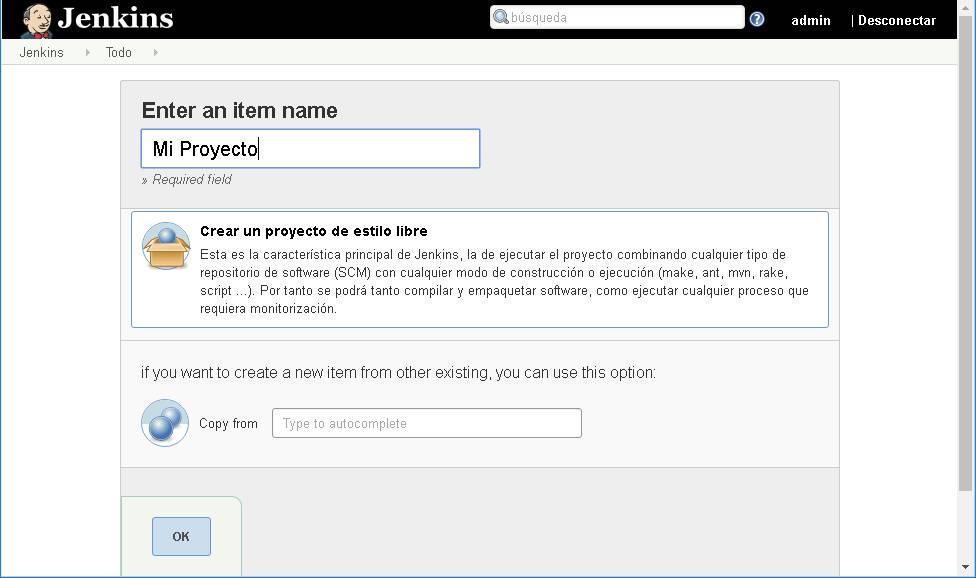 Jenkins
búsqueda
?
admin
| Desconectar
Jenkins
Todo
Enter an item name
Mi Proyecto
» Required field
Crear un proyecto de estilo libre
Esta es la característica principal de Jenkins, la de ejecutar el proyecto combinando cualquier tipo de
repositorio de software (SCM) con cualquier modo de construcción o ejecución (make, ant, mvn, rake,
script ...). Por tanto se podrá tanto compilar y empaquetar software, como ejecutar cualquier proceso que
requiera monitorización.
if you want to create a new item from other existing, you can use this option:
Copy from
Type to autocomplete
OK